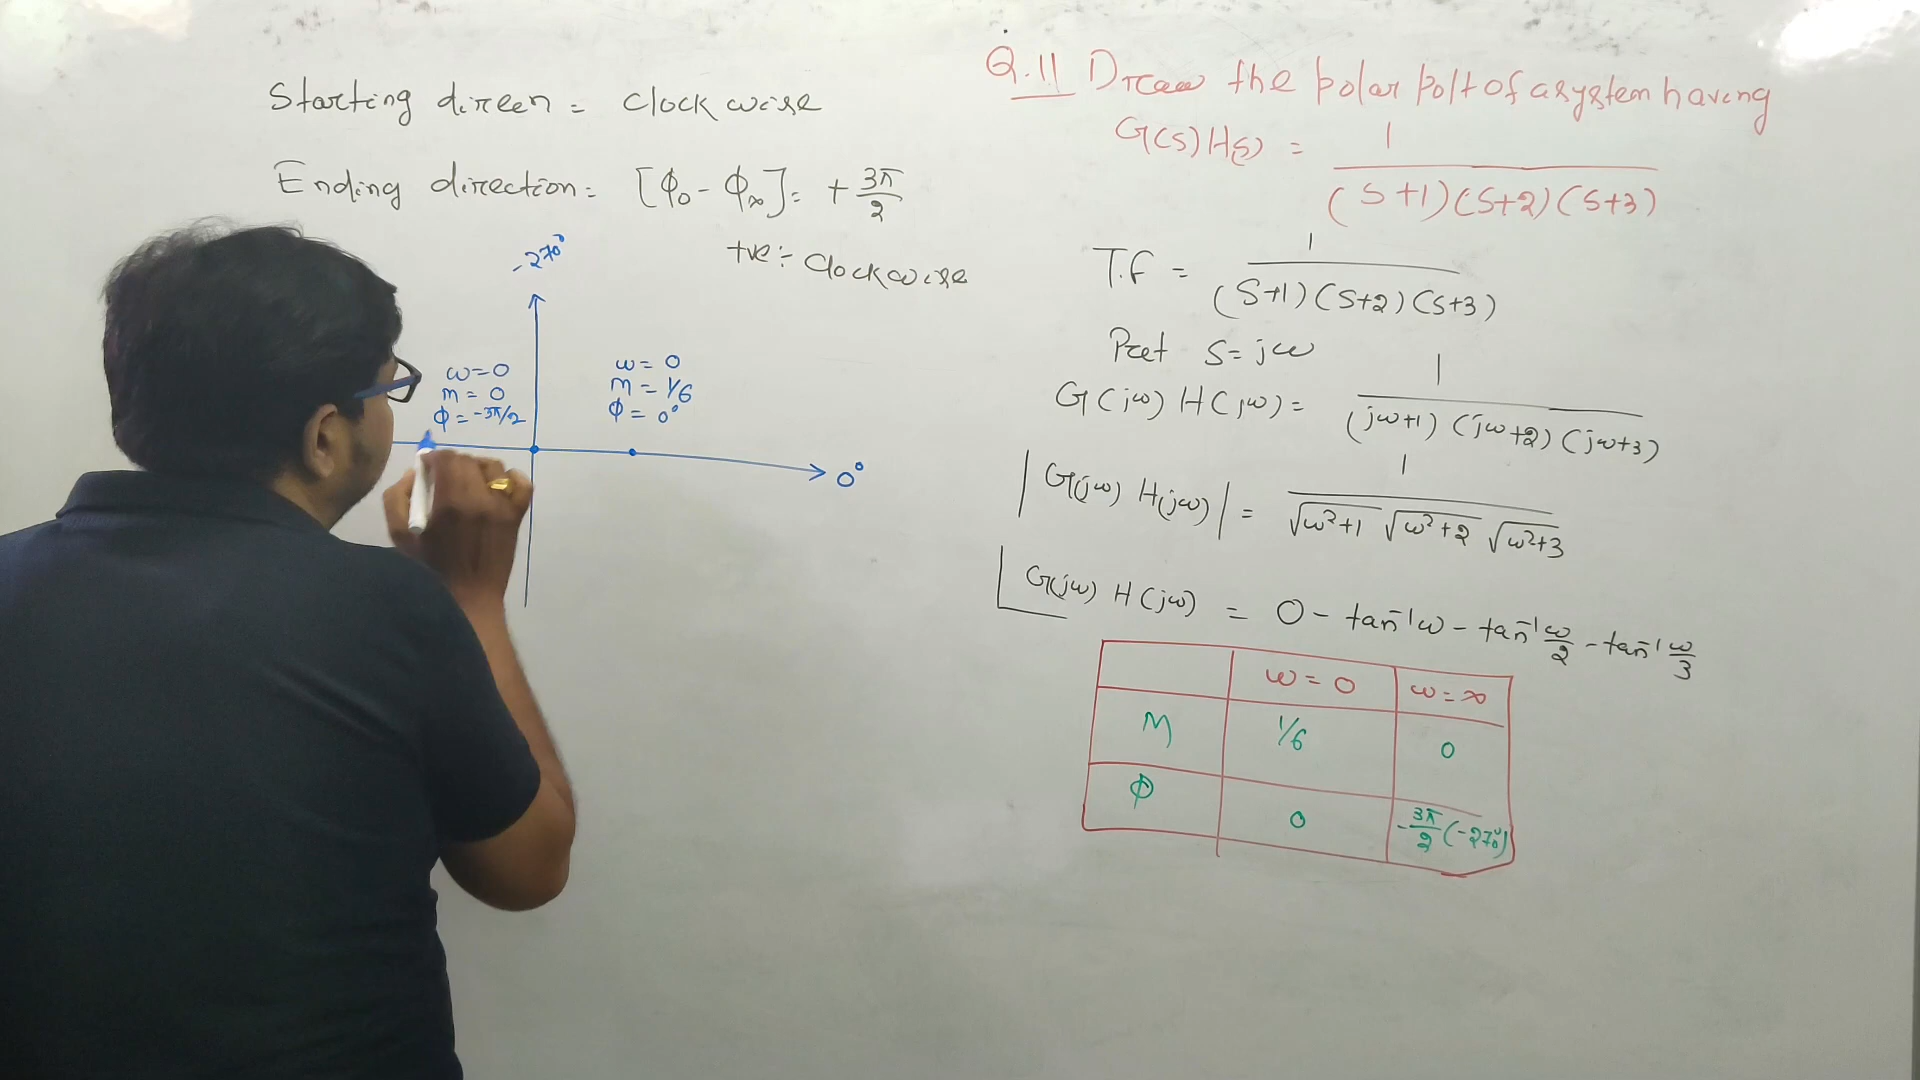 Starting direcn = Clock wise
Ending direction = [ϕ₀ - ϕ∞] = + 3π/2
+ve :- Clockwise
-270°
ω = 0
m = 0
ϕ = -3π/2
ω = 0
m = 1/6
ϕ = 0°
0°
Q.11 Draw the polar polt of a system having
G(s) H(s) = 1 / (s+1)(s+2)(s+3)
T.F = 1 / (s+1)(s+2)(s+3)
Put s = jω
G(jω) H(jω) = 1 / (jω+1)(jω+2)(jω+3)
|G(jω) H(jω)| = 1 / √ω²+1 √ω²+2 √ω²+3
∠G(jω) H(jω) = 0 - tan⁻¹ω - tan⁻¹ω/2 - tan⁻¹ω/3
ω = 0 ω = ∞
M 1/6 0
ϕ 0 -3π/2 (-270°)